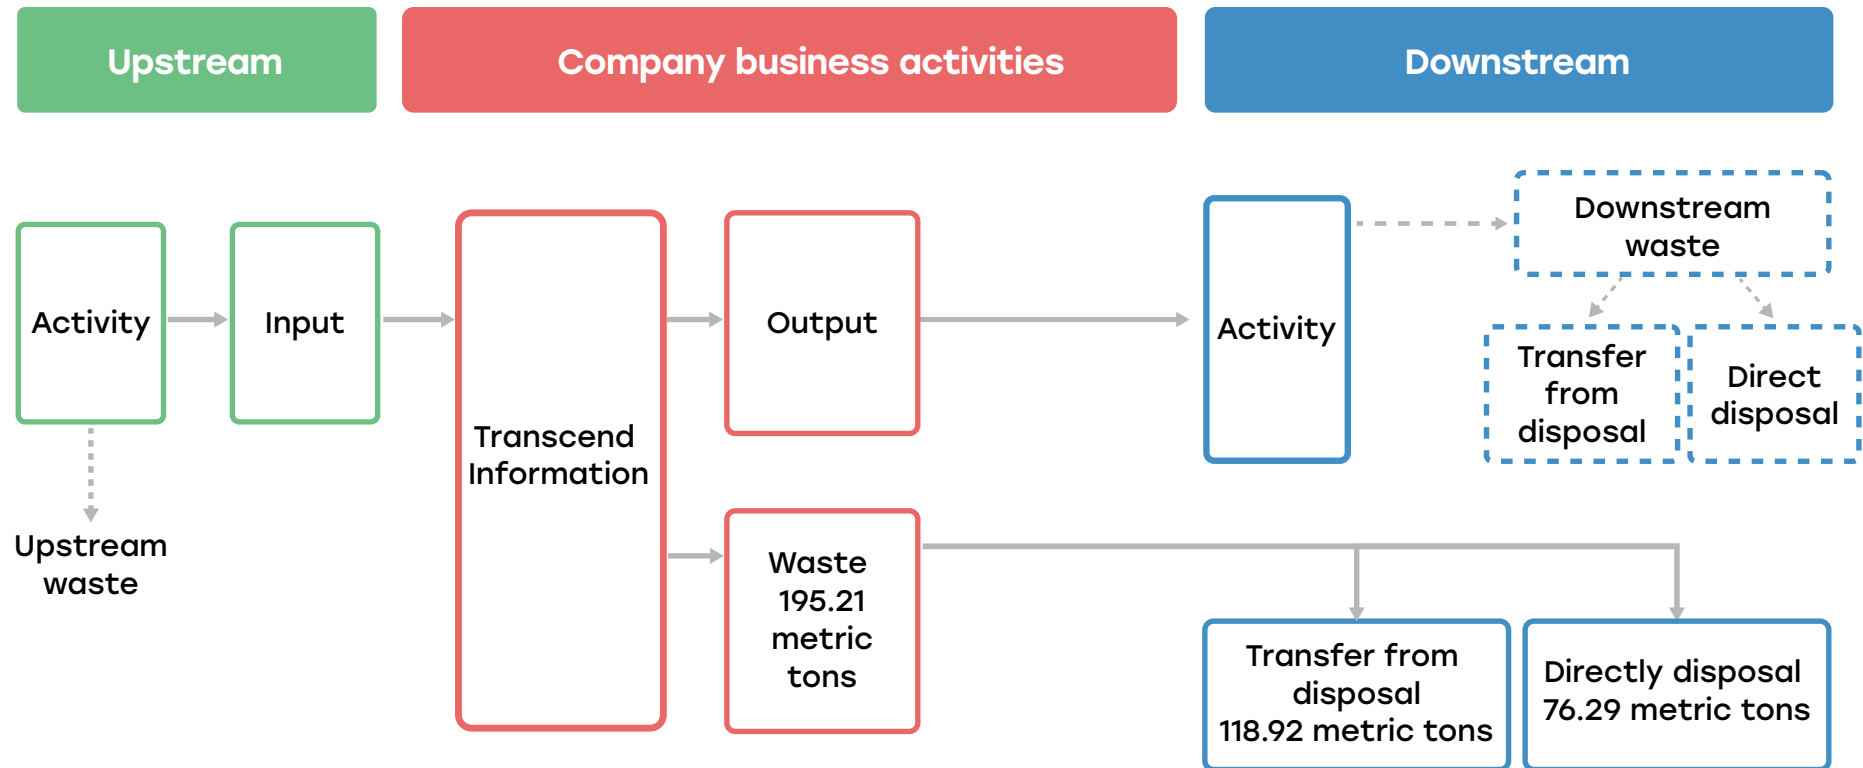 Upstream
Company business activities
Downstream
Activity
Input
Upstream
waste
Transcend
Information
Output
Waste
195.21
metric
tons
Activity
Downstream
waste
Transfer
from
disposal
Direct
disposal
Transfer from
disposal
118.92 metric tons
Directly disposal
76.29 metric tons